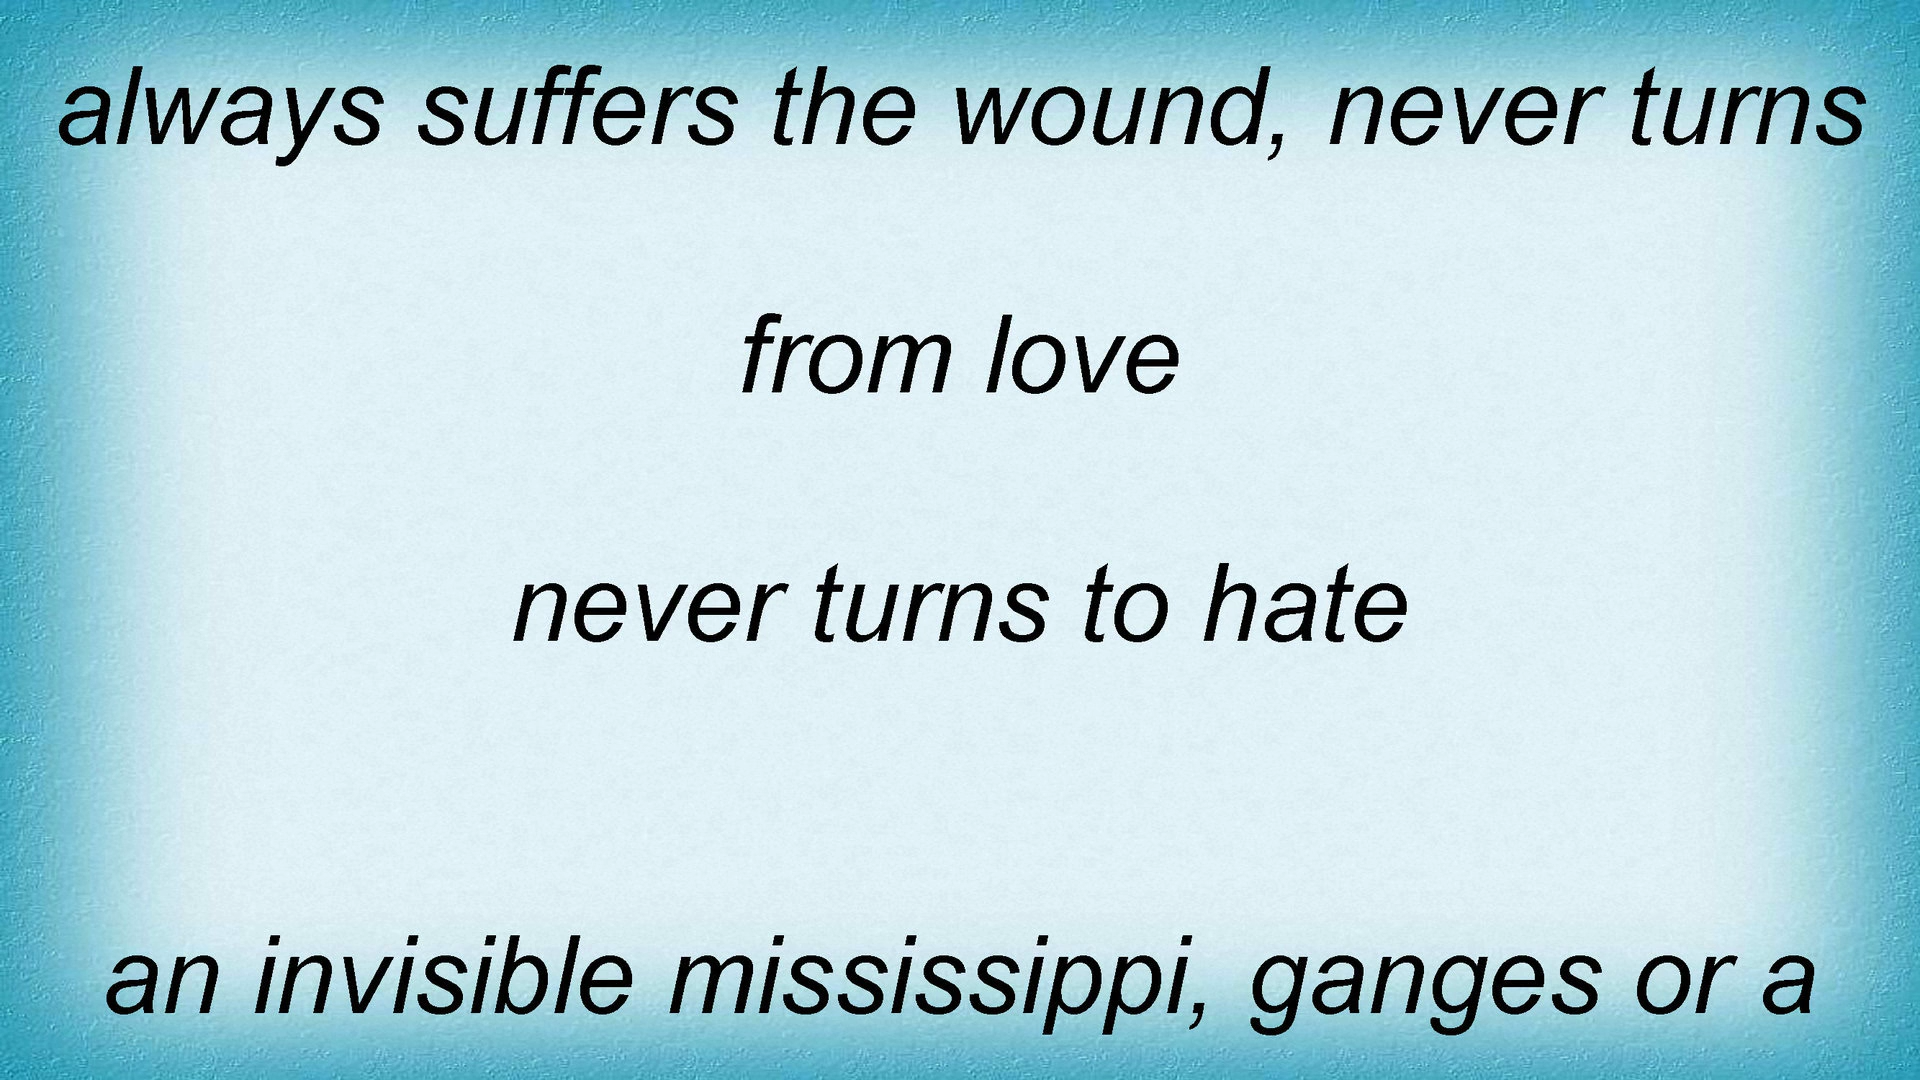 always suffers the wound, never turns
from love
never turns to hate
an invisible mississippi, ganges or a